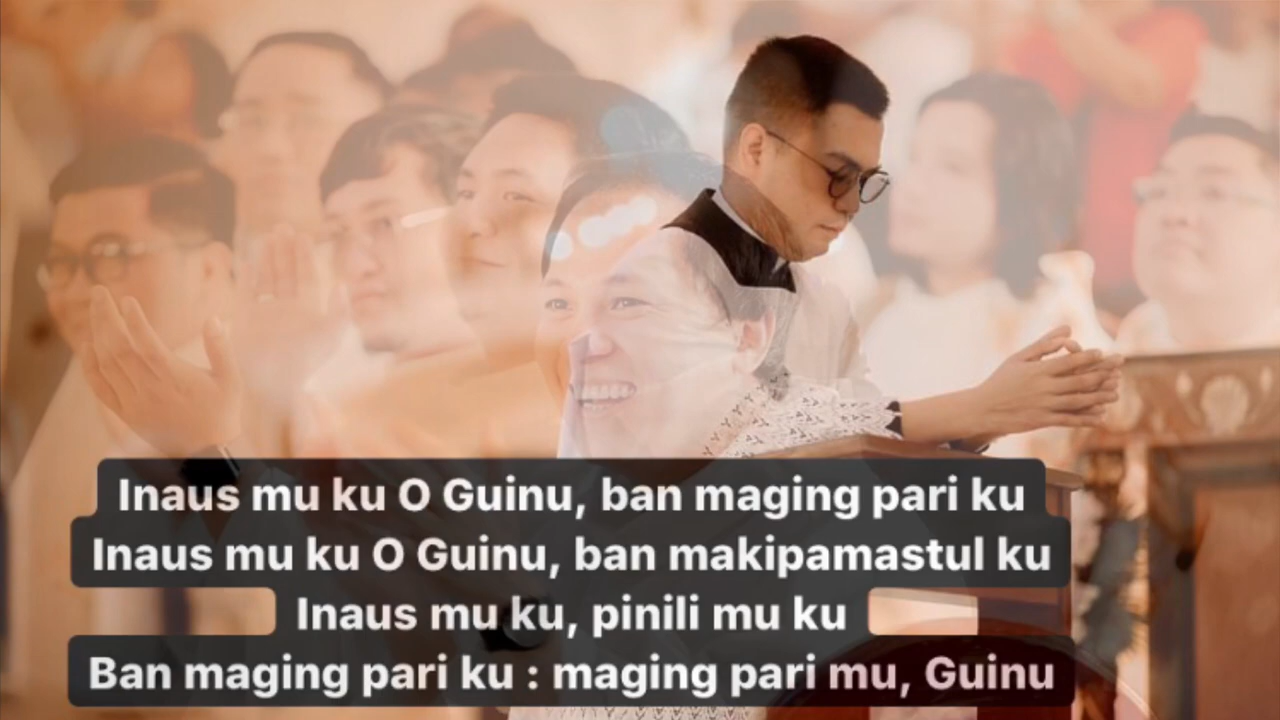 Inaus mu ku O Guinu, ban maging pari ku
Inaus mu ku O Guinu, ban makipamastul ku
Inaus mu ku, pinili mu ku
Ban maging pari ku : maging pari mu, Guinu